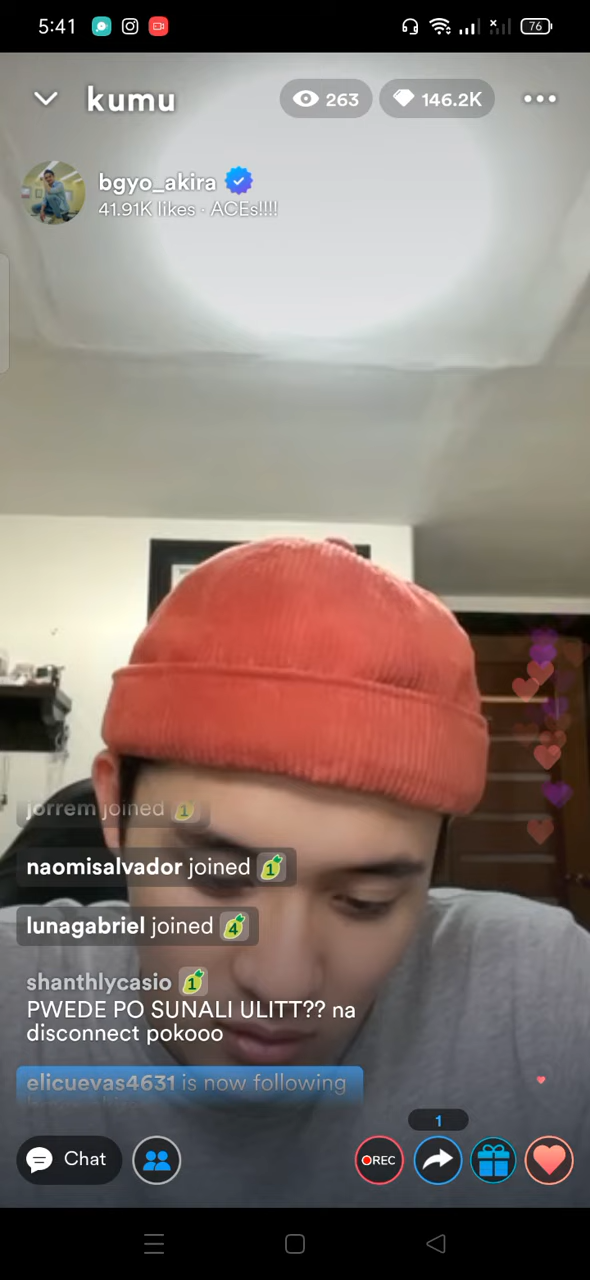 5:41
76
kumu
263
146.2K
bgyo_akira
41.91K likes · ACEs!!!!
jorrem joined 1
naomisalvador joined 1
lunagabriel joined 4
shanthlycasio 1
PWEDE PO SUNALI ULITT?? na
disconnect pokooo
elicuevas4631 is now following
1
Chat
REC